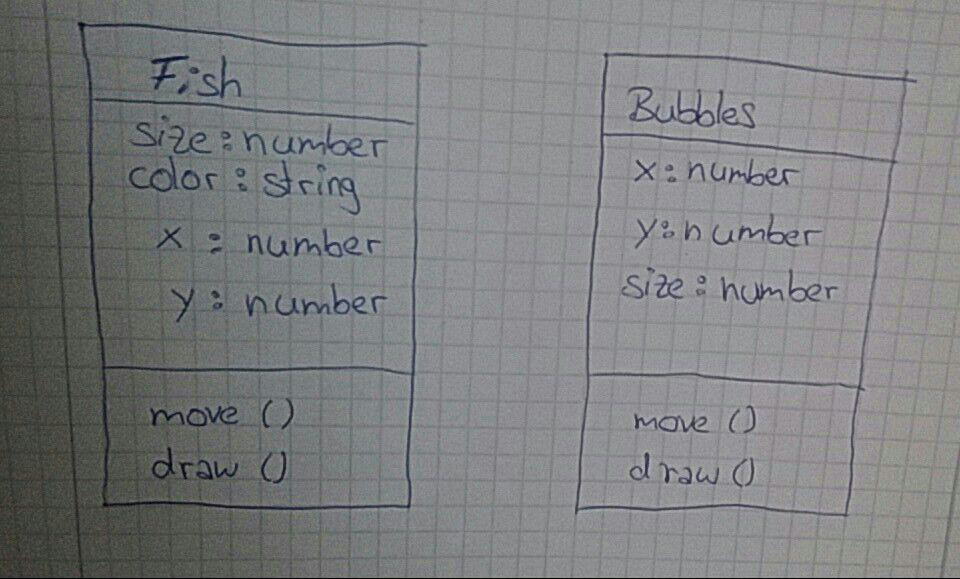 Fish
size: number
color: string
x: number
y: number
move ()
draw ()
Bubbles
x: number
y: number
size: number
move ()
draw ()